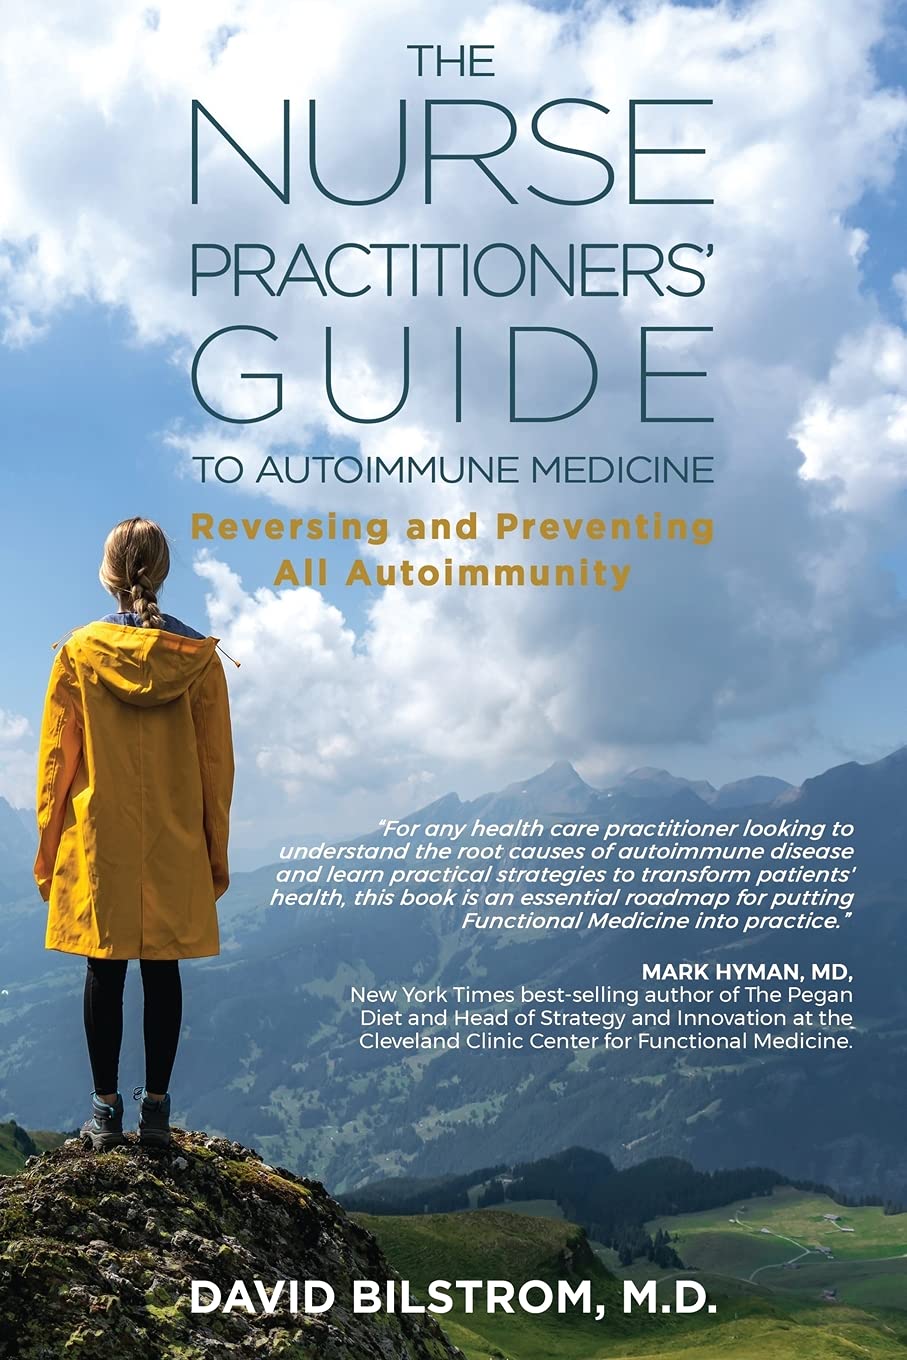 THE
NURSE
PRACTITIONERS’
GUIDE
TO AUTOIMMUNE MEDICINE
Reversing and Preventing
All Autoimmunity
“For any health care practitioner looking to
understand the root causes of autoimmune disease
and learn practical strategies to transform patients’
health, this book is an essential roadmap for putting
Functional Medicine into practice.”
MARK HYMAN, MD,
New York Times best-selling author of The Pegan
Diet and Head of Strategy and Innovation at the
Cleveland Clinic Center for Functional Medicine.
DAVID BILSTROM, M.D.